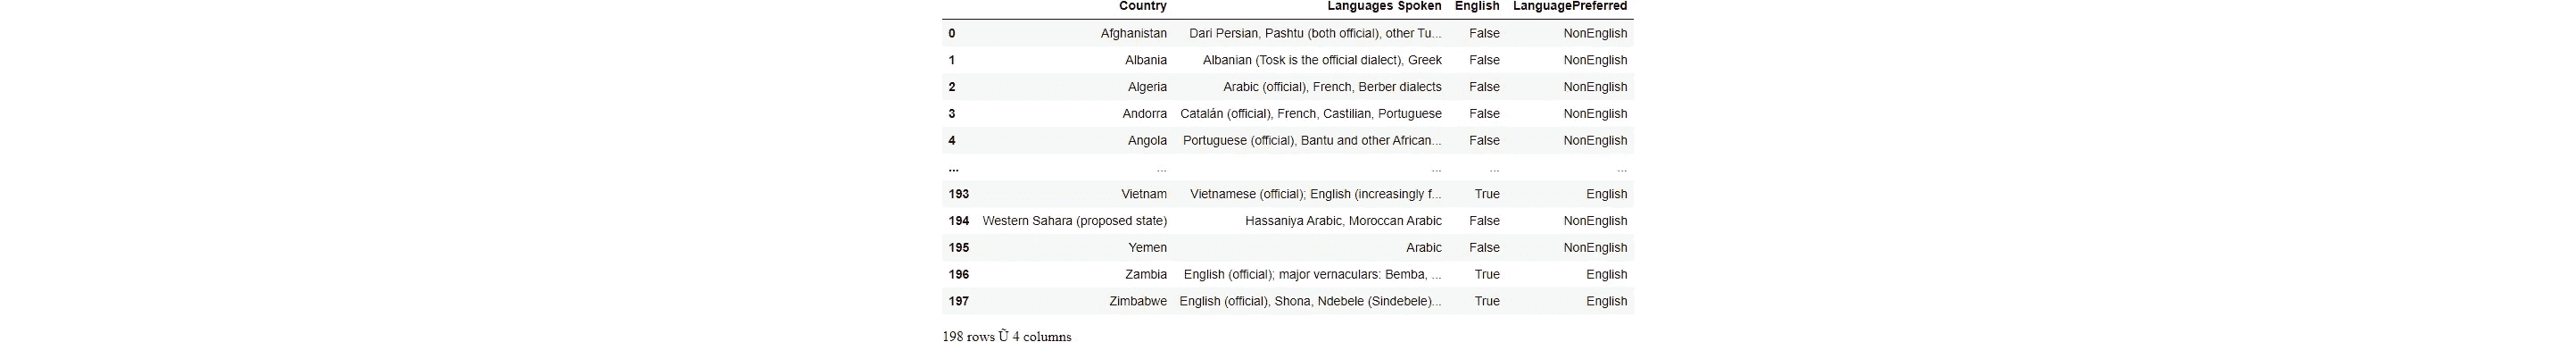 Country Languages Spoken English LanguagePreferred
0 Afghanistan Dari Persian, Pashtu (both official), other Tu... False NonEnglish
1 Albania Albanian (Tosk is the official dialect), Greek False NonEnglish
2 Algeria Arabic (official), French, Berber dialects False NonEnglish
3 Andorra Catalán (official), French, Castilian, Portuguese False NonEnglish
4 Angola Portuguese (official), Bantu and other African... False NonEnglish
... ... ... ... ...
193 Vietnam Vietnamese (official); English (increasingly f... True English
194 Western Sahara (proposed state) Hassaniya Arabic, Moroccan Arabic False NonEnglish
195 Yemen Arabic False NonEnglish
196 Zambia English (official); major vernaculars: Bemba, ... True English
197 Zimbabwe English (official), Shona, Ndebele (Sindebele)... True English
198 rows Ũ 4 columns